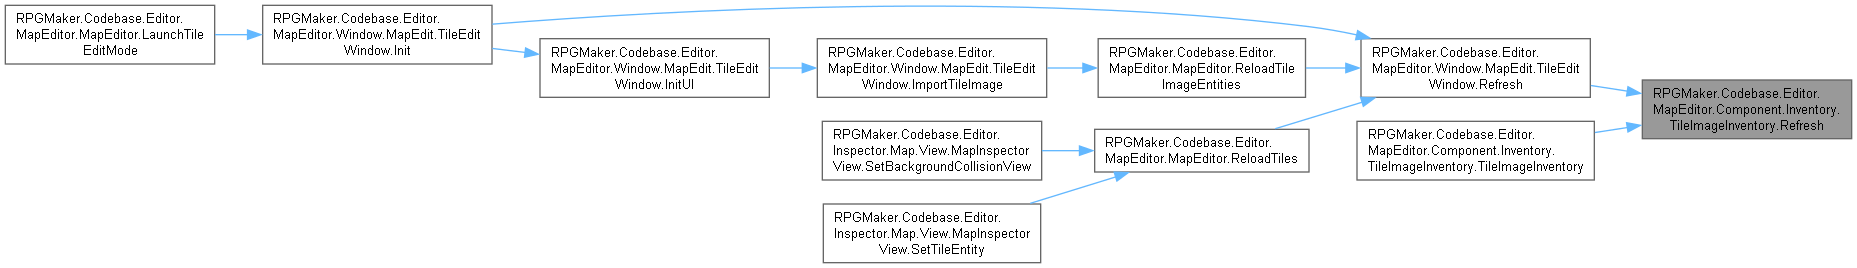 RPGMaker.Codebase.Editor.
MapEditor.MapEditor.LaunchTile
EditMode
RPGMaker.Codebase.Editor.
MapEditor.Window.MapEdit.TileEdit
Window.Init
RPGMaker.Codebase.Editor.
MapEditor.Window.MapEdit.TileEdit
Window.InitUI
RPGMaker.Codebase.Editor.
MapEditor.Window.MapEdit.TileEdit
Window.ImportTileImage
RPGMaker.Codebase.Editor.
MapEditor.MapEditor.ReloadTile
ImageEntities
RPGMaker.Codebase.Editor.
MapEditor.Window.MapEdit.TileEdit
Window.Refresh
RPGMaker.Codebase.Editor.
MapEditor.Component.Inventory.
TileImageInventory.Refresh
RPGMaker.Codebase.Editor.
Inspector.Map.View.MapInspector
View.SetBackgroundCollisionView
RPGMaker.Codebase.Editor.
MapEditor.MapEditor.ReloadTiles
RPGMaker.Codebase.Editor.
MapEditor.Component.Inventory.
TileImageInventory.TileImageInventory
RPGMaker.Codebase.Editor.
Inspector.Map.View.MapInspector
View.SetTileEntity